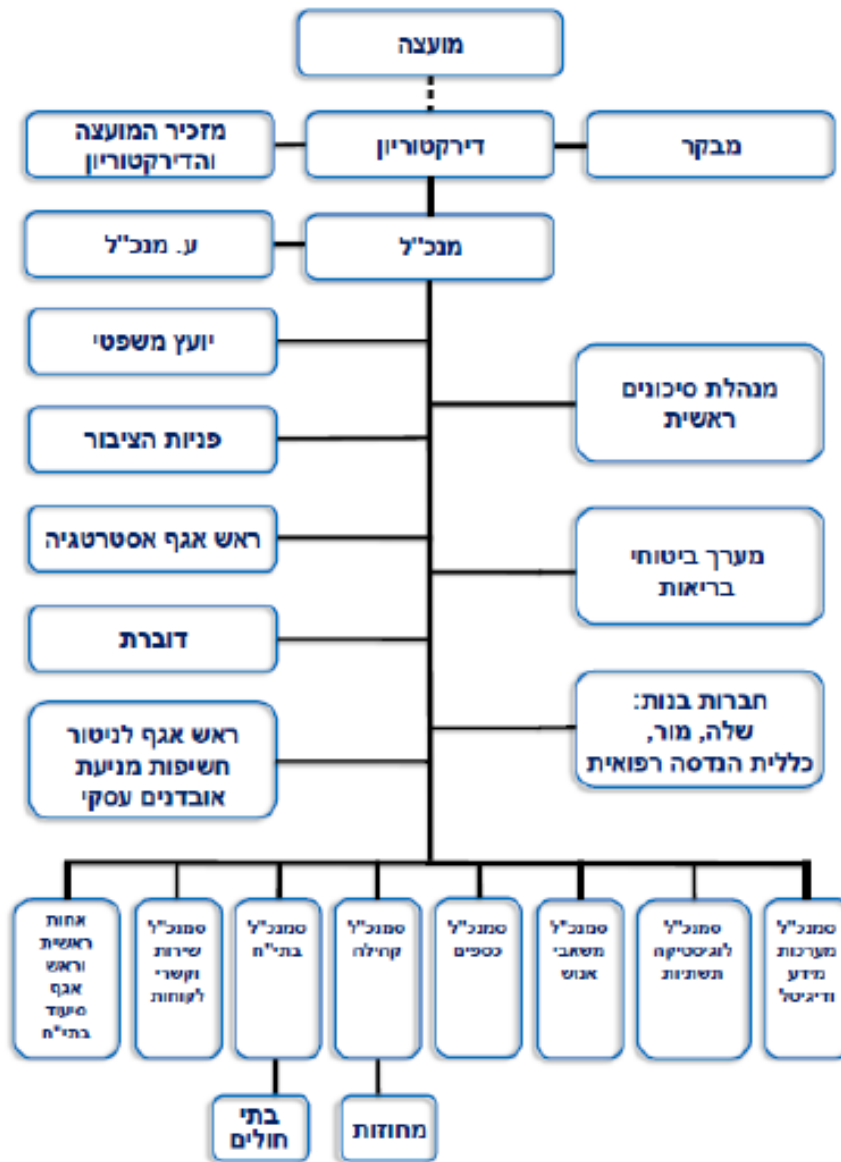 מועצה
מזכיר המועצה
והדירקטוריון
דירקטוריון
מבקר
ע. מנכ"ל
מנכ"ל
יועץ משפטי
פניות הציבור
ראש אגף אסטרטגיה
דוברת
ראש אגף לניטור
חשיפות מניעת
אובדנים עסקי
מנהלת סיכונים
ראשית
מערך ביטוחי
בריאות
חברות בנות:
שלה, מור,
כללית הנדסה רפואית
סמנכ"ל
מערכות
מידע
ודיגיטל
סמנכ"ל
לוגיסטיקה
תשתיות
סמנכ"ל
משאבי
אנוש
סמנכ"ל
כספים
סמנכ"ל
קהילה
סמנכ"ל
בתי"ח
סמנכ"ל
שירות
וקשרי
לקוחות
אחות
ראשית
וראש
אגף
סיעוד
בתי"ח
מחוזות
בתי
חולים